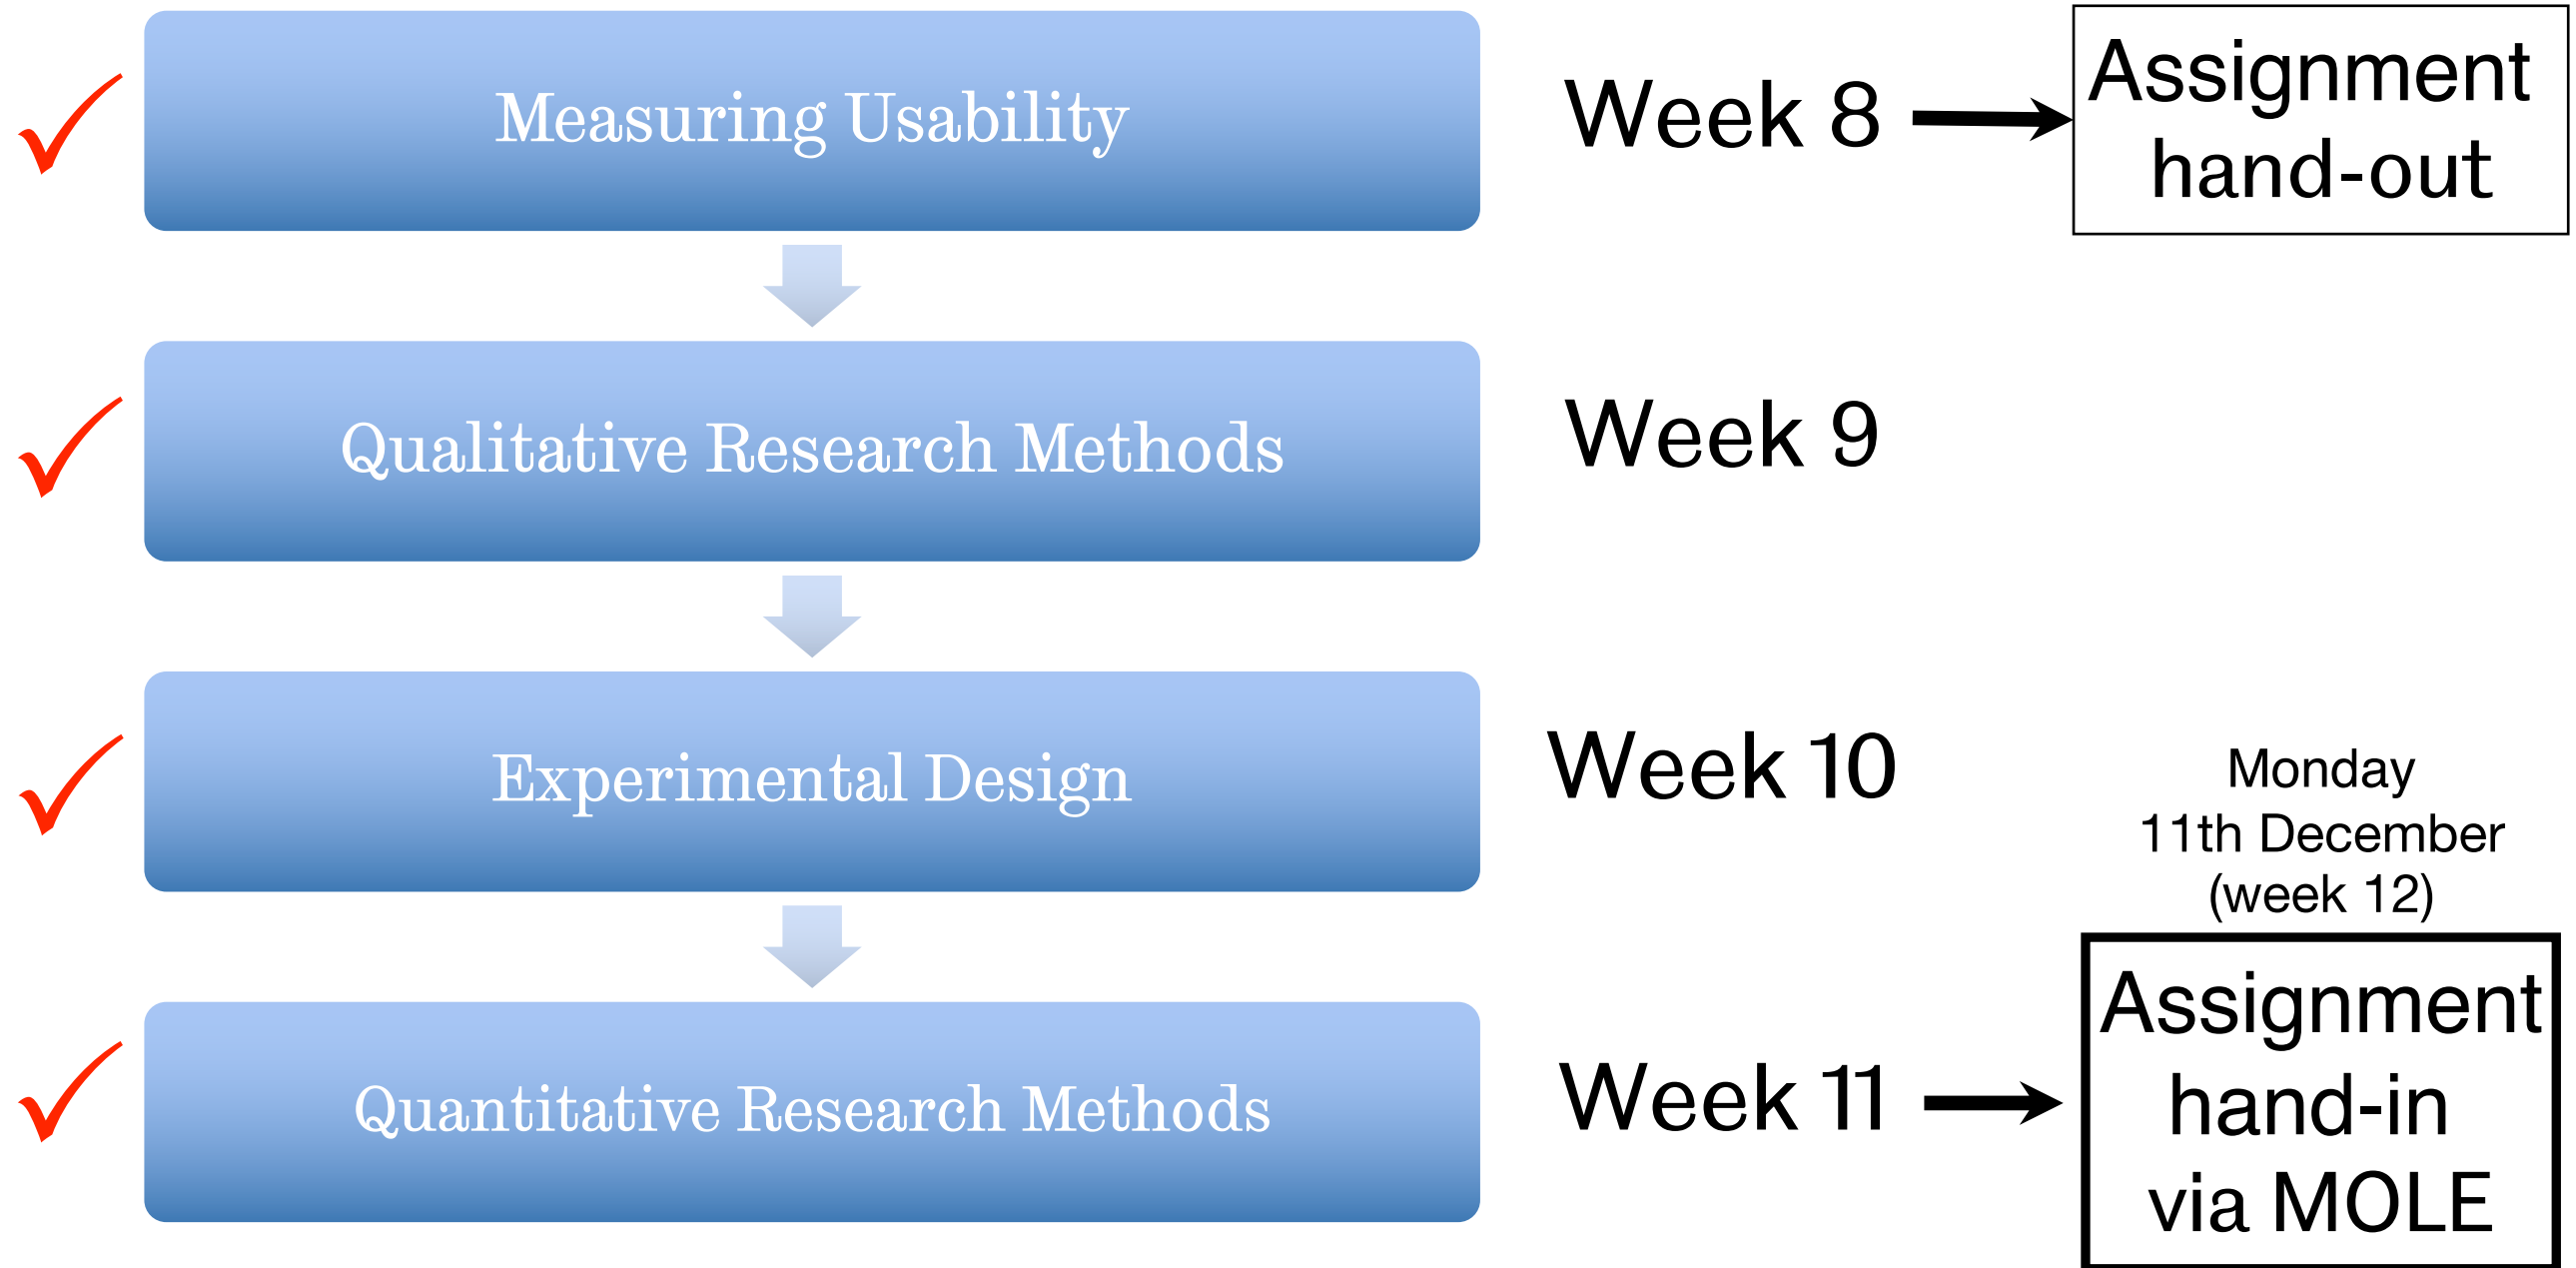 Measuring Usability
Week 8
Assignment
hand-out
Qualitative Research Methods
Week 9
Experimental Design
Week 10
Monday
11th December
(week 12)
Quantitative Research Methods
Week 11
Assignment
hand-in
via MOLE